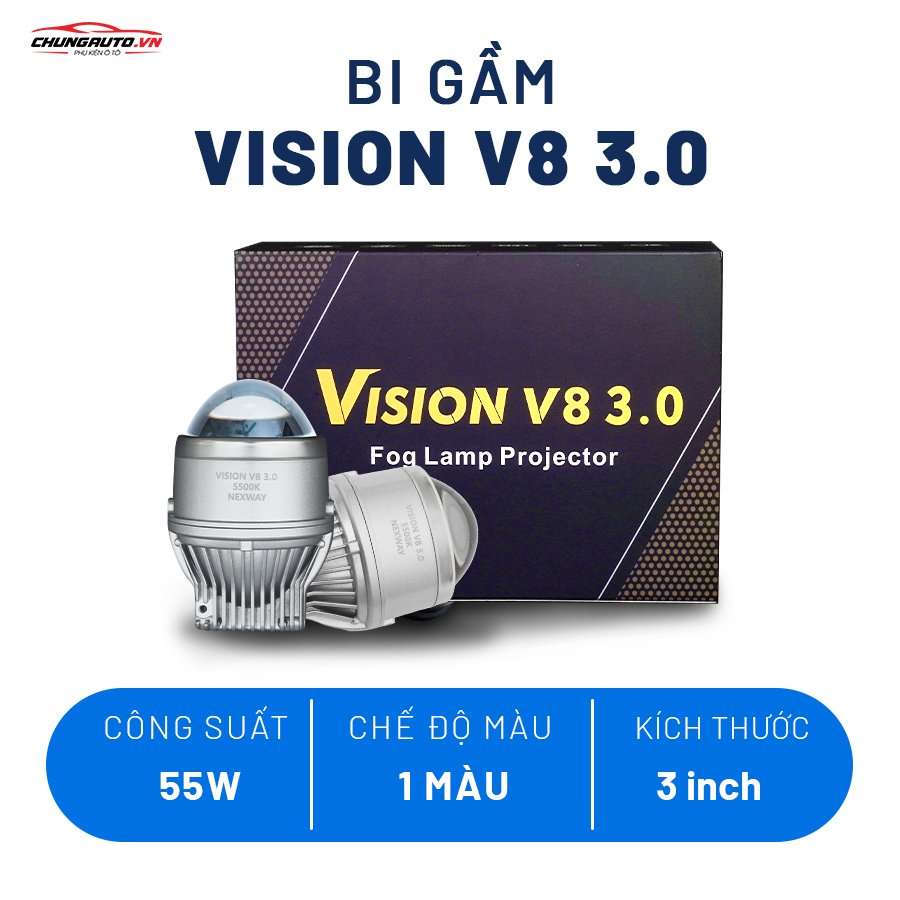 CHUNGAUTO.VN
PHỤ KIỆN Ô TÔ
BI GẦM
VISION V8 3.0
VISION V8 3.0
Fog Lamp Projector
VISION V8 3.0
5500K
NEXWAY
VISION V8 3.0
5500K
NEXWAY
CÔNG SUẤT
55W
CHẾ ĐỘ MÀU
1 MÀU
KÍCH THƯỚC
3 inch